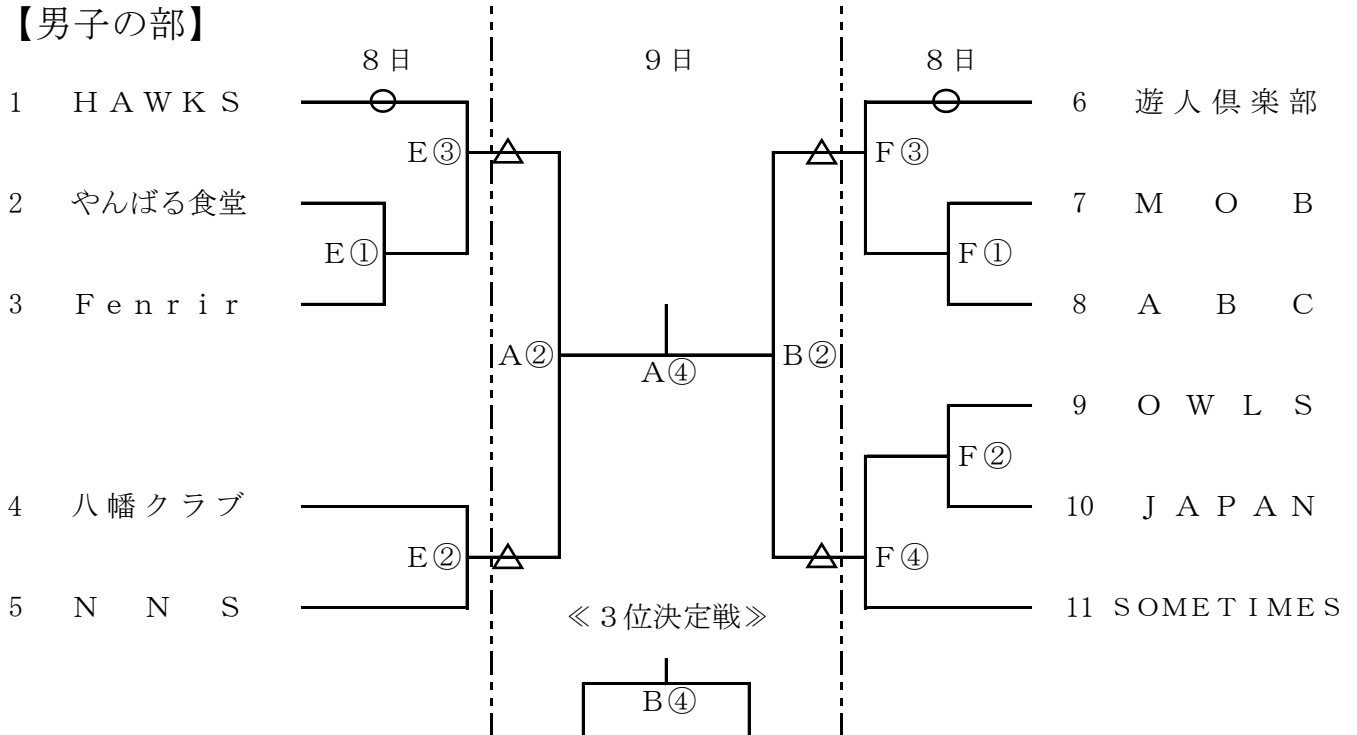 【男子の部】
８日
９日
８日
1 ＨＡＷＫＳ
6 遊人倶楽部
E③
F③
2 やんばる食堂
7 ＭＯＢ
E①
F①
3 Ｆｅｎｒｉｒ
8 ＡＢＣ
A②
A④
B②
9 ＯＷＬＳ
F②
4 八幡クラブ
10 ＪＡＰＡＮ
E②
F④
5 ＮＮＳ
≪３位決定戦≫
11 ＳＯＭＥＴＩＭＥＳ
B④